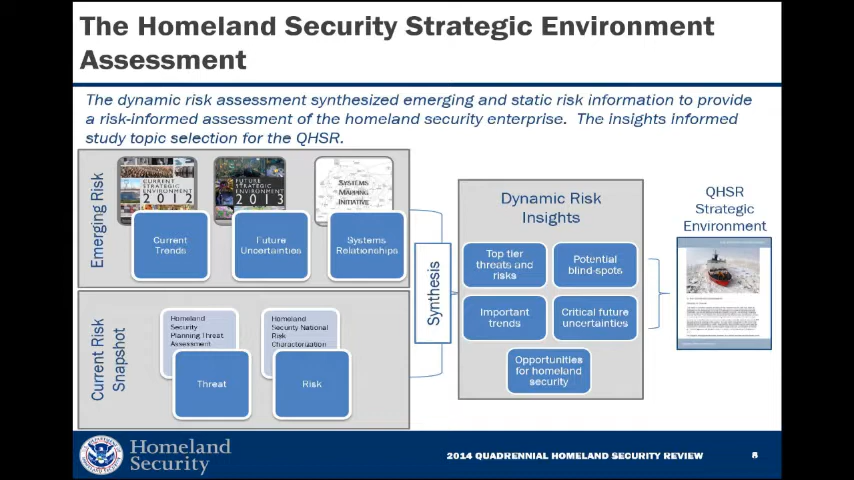 The Homeland Security Strategic Environment
Assessment
The dynamic risk assessment synthesized emerging and static risk information to provide
a risk-informed assessment of the homeland security enterprise. The insights informed
study topic selection for the QHSR.
Emerging Risk
CURRENT
STRATEGIC
ENVIRONMENT
2012
FUTURE
STRATEGIC
ENVIRONMENT
2013
SYSTEMS
MAPPING
INITIATIVE
Current
Trends
Future
Uncertainties
Systems
Relationships
Current Risk
Snapshot
Homeland
Security
Planning Threat
Assessment
Homeland
Security National
Risk
Characterization
Threat
Risk
Synthesis
Dynamic Risk
Insights
Top tier
threats and
risks
Potential
blind-spots
Important
trends
Critical future
uncertainties
Opportunities
for homeland
security
QHSR
Strategic
Environment
Homeland
Security
2014 QUADRENNIAL HOMELAND SECURITY REVIEW